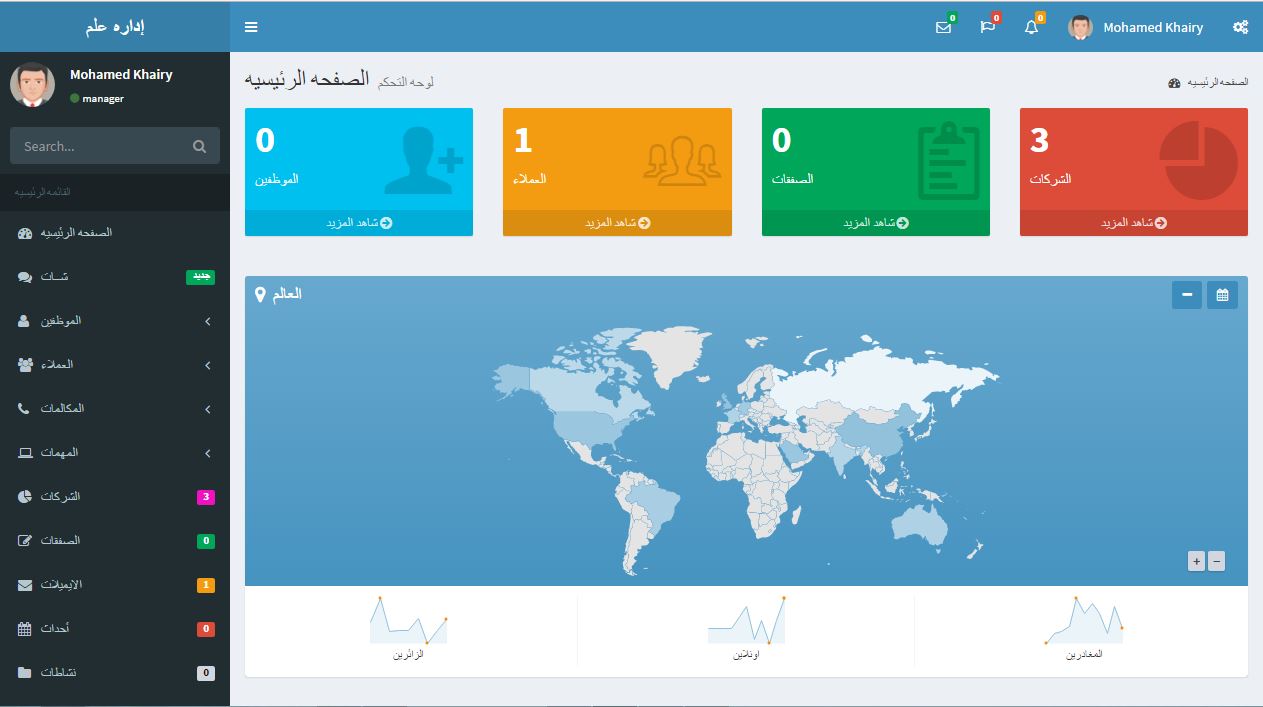 إداره علم
0
0
0
Mohamed Khairy
Mohamed Khairy
manager
Search...
القائمه الرئيسيه
الصفحه الرئيسيه
شــات
جديد
الموظفين
العملاء
المكالمات
المهمات
الشركات
3
الصفقات
0
الايميلات
1
أحداث
0
نشاطات
0
الصفحه الرئيسيه لوحه التحكم
الصفحه الرئيسيه
0
الموظفين
شاهد المزيد
1
العملاء
شاهد المزيد
0
الصفقات
شاهد المزيد
3
الشركات
شاهد المزيد
العالم
+
−
الزائرين
اونلاين
المغادرين